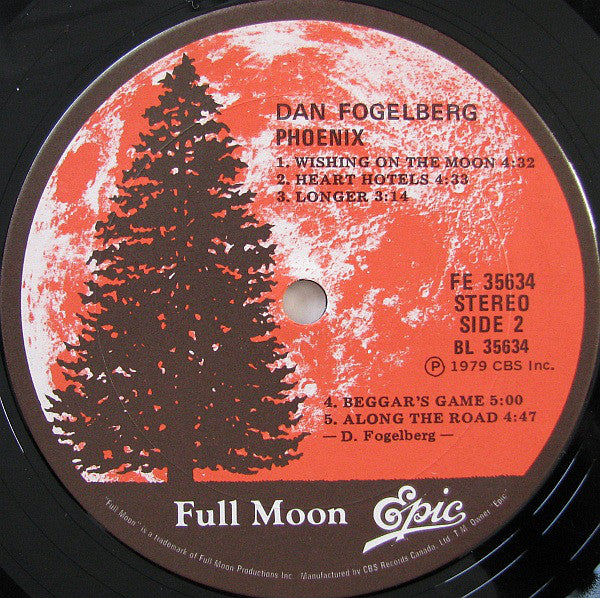 DAN FOGELBERG
PHOENIX
1. WISHING ON THE MOON 4:32
2. HEART HOTELS 4:33
3. LONGER 3:14
FE 35634
STEREO
SIDE 2
BL 35634
Ⓟ 1979 CBS Inc.
4. BEGGAR'S GAME 5:00
5. ALONG THE ROAD 4:47
— D. Fogelberg —
Full Moon Epic
"Full Moon" is a trademark of Full Moon Productions Inc. Manufactured by CBS Records Canada, Ltd. T.M. Owner "Epic"